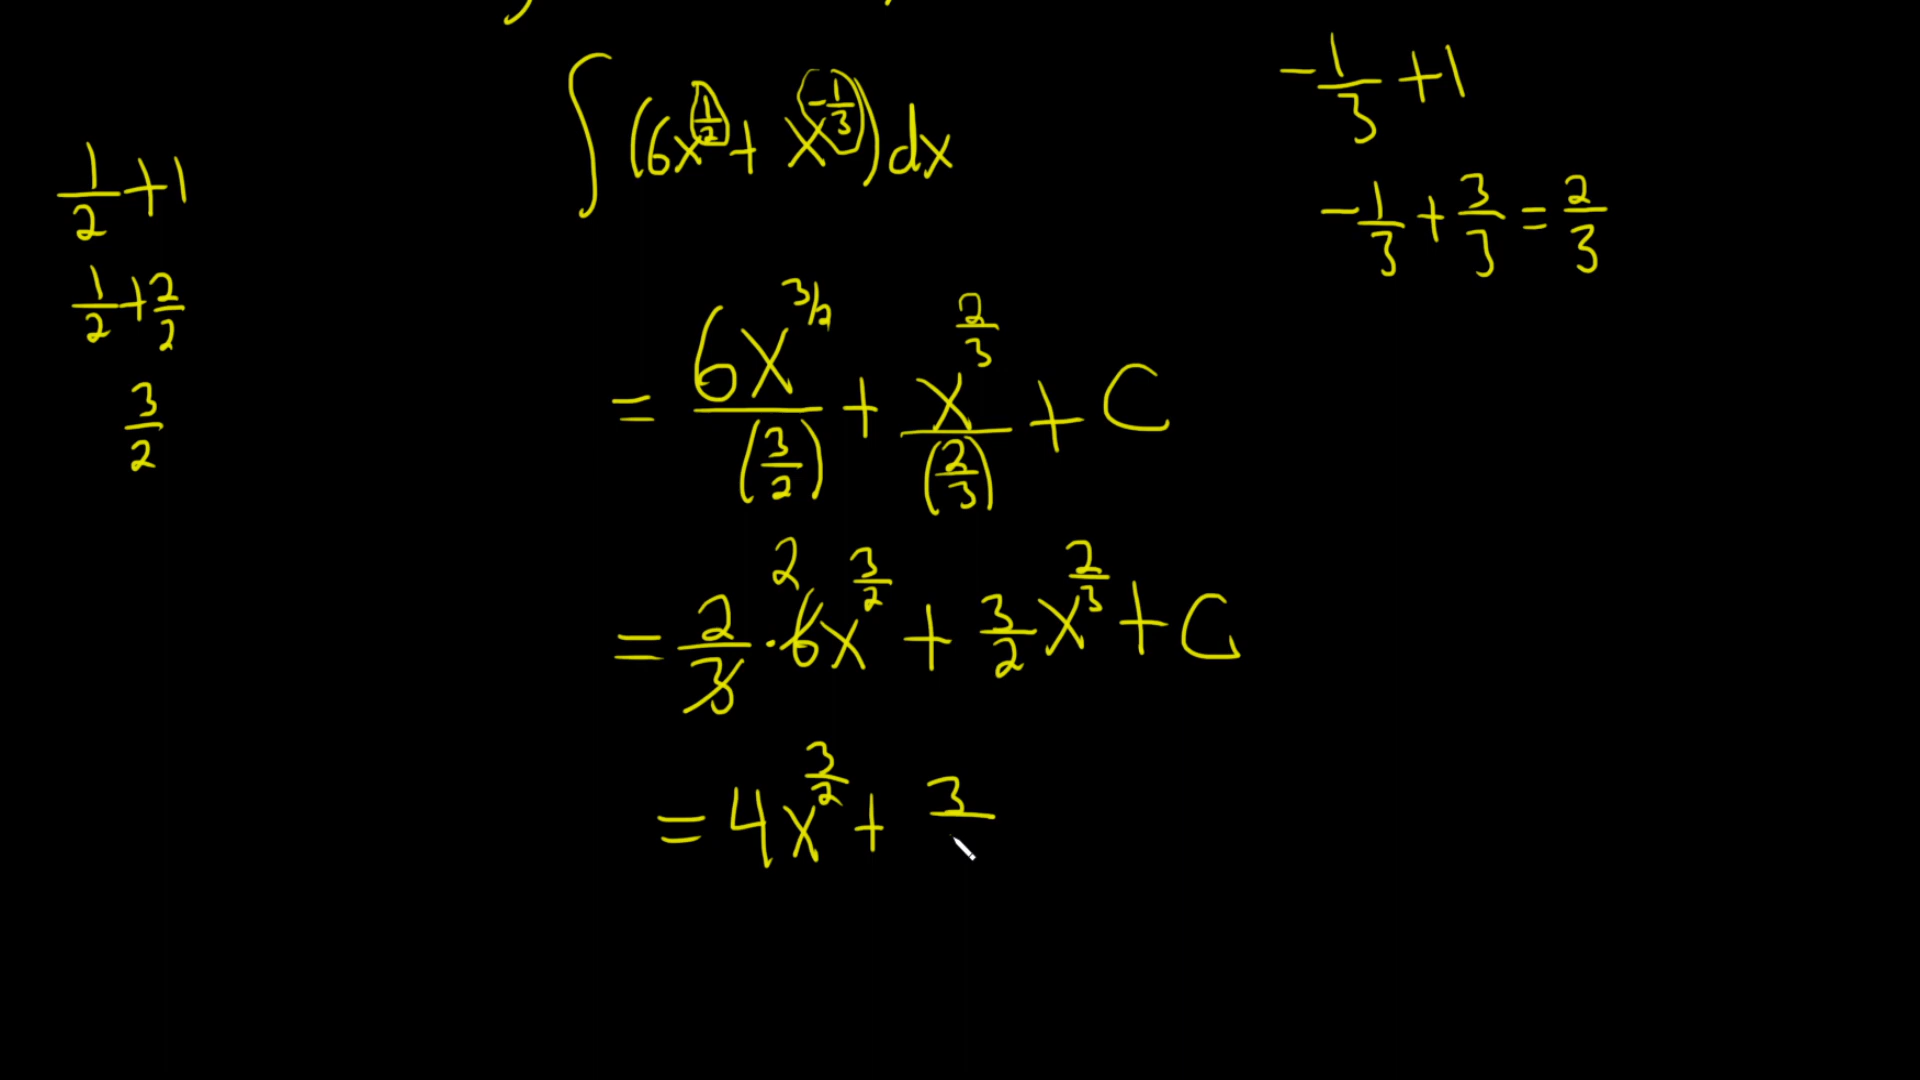 ∫(6x^{1/2} + x^{-1/3})dx
= 6x^{3/2}/(3/2) + x^{2/3}/(2/3) + C
= 2/3 · 6x^{3/2} + 3/2 x^{2/3} + C
2
= 4x^{3/2} + 3/
1/2 + 1
1/2 + 2/2
3/2
-1/3 + 1
-1/3 + 3/3 = 2/3